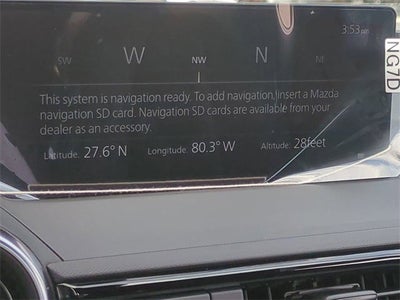 3:53 pm
SW W NW N NE
This system is navigation ready. To add navigation, insert a Mazda
navigation SD card. Navigation SD cards are available from your
dealer as an accessory.
Latitude: 27.6° N Longitude: 80.3° W Altitude: 28feet
NG7D